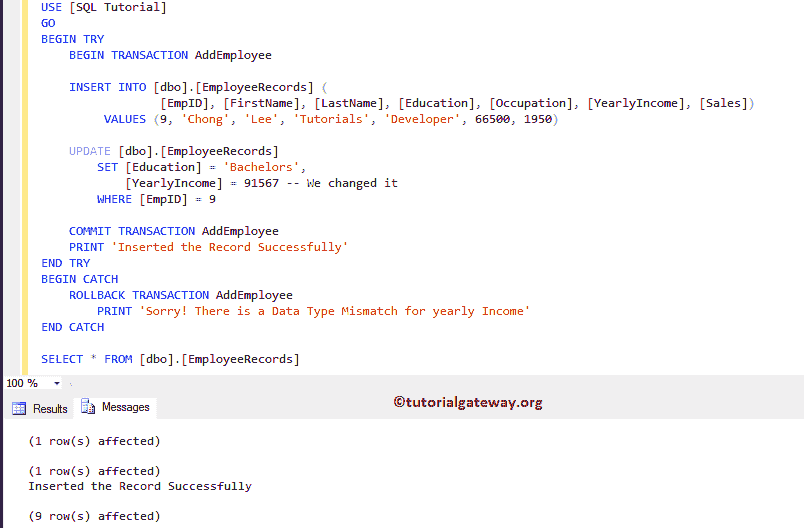 USE [SQL Tutorial]
GO
BEGIN TRY
    BEGIN TRANSACTION AddEmployee
    INSERT INTO [dbo].[EmployeeRecords] (
                 [EmpID], [FirstName], [LastName], [Education], [Occupation], [YearlyIncome], [Sales])
         VALUES (9, 'Chong', 'Lee', 'Tutorials', 'Developer', 66500, 1950)
    UPDATE [dbo].[EmployeeRecords]
        SET [Education] = 'Bachelors',
            [YearlyIncome] = 91567 -- We changed it
        WHERE [EmpID] = 9
    COMMIT TRANSACTION AddEmployee
    PRINT 'Inserted the Record Successfully'
END TRY
BEGIN CATCH
    ROLLBACK TRANSACTION AddEmployee
        PRINT 'Sorry! There is a Data Type Mismatch for yearly Income'
END CATCH
SELECT * FROM [dbo].[EmployeeRecords]
100 %
Results Messages
©tutorialgateway.org
(1 row(s) affected)
(1 row(s) affected)
Inserted the Record Successfully
(9 row(s) affected)